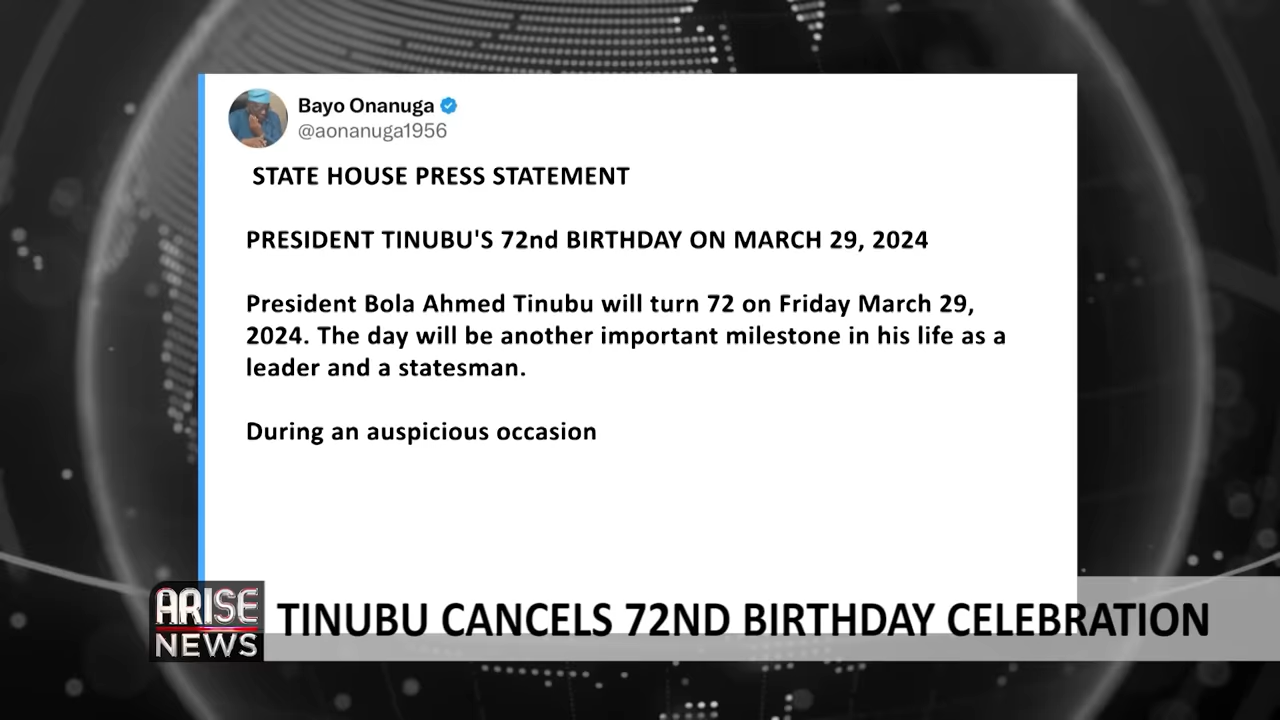 Bayo Onanuga
@aonanuga1956
STATE HOUSE PRESS STATEMENT
PRESIDENT TINUBU'S 72nd BIRTHDAY ON MARCH 29, 2024
President Bola Ahmed Tinubu will turn 72 on Friday March 29,
2024. The day will be another important milestone in his life as a
leader and a statesman.
During an auspicious occasion
ARISE
NEWS
TINUBU CANCELS 72ND BIRTHDAY CELEBRATION